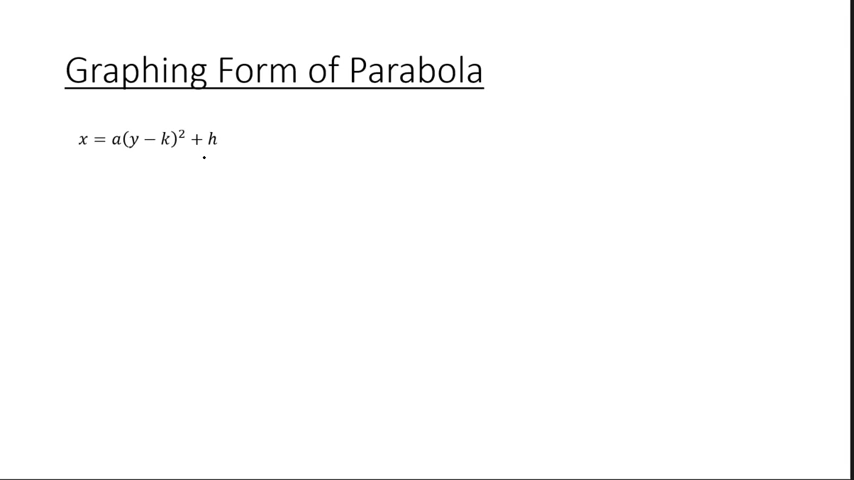 Graphing Form of Parabola
x = a(y − k)² + h